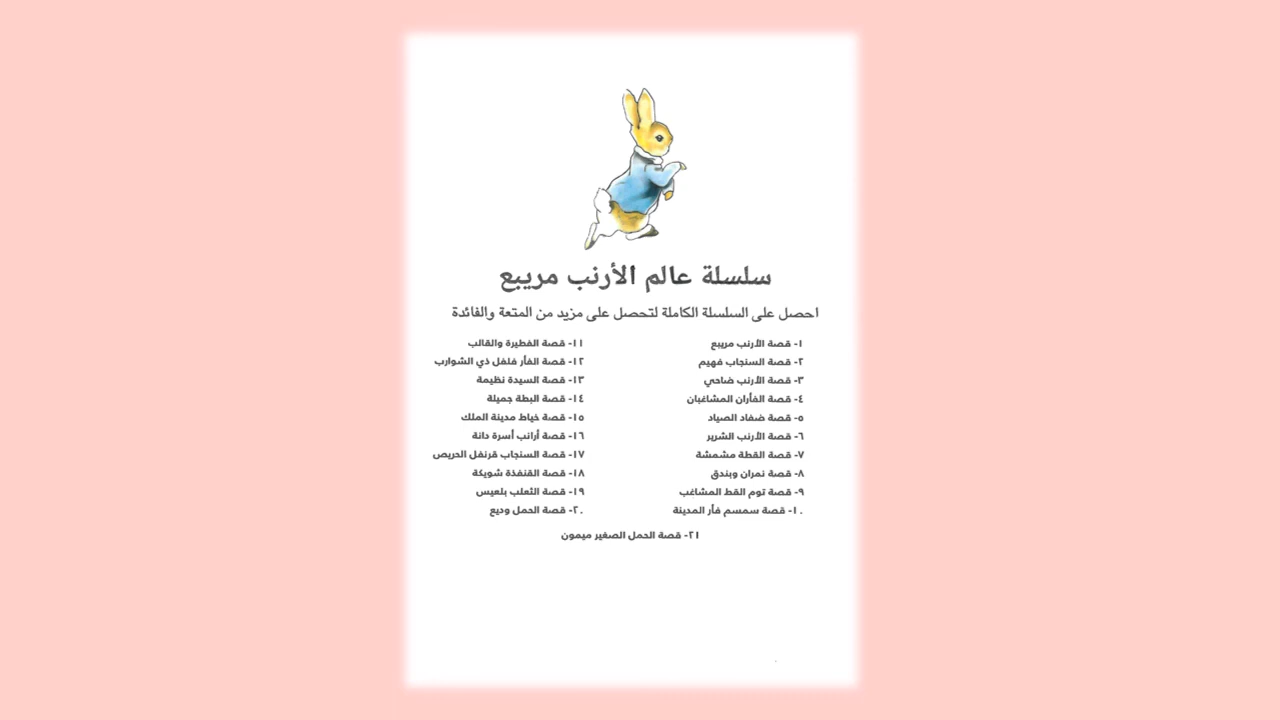 سلسلة عالم الأرنب مريبع
احصل على السلسلة الكاملة لتحصل على مزيد من المتعة والفائدة
١- قصة الأرنب مريبع
٢- قصة السنجاب فهيم
٣- قصة الأرنب ضاحي
٤- قصة الفأران المشاغبان
٥- قصة ضفاد الصياد
٦- قصة الأرنب الشرير
٧- قصة القطة مشمشة
٨- قصة نمران وبندق
٩- قصة توم القط المشاغب
١٠- قصة سمسم فأر المدينة
١١- قصة الفطيرة والقالب
١٢- قصة الفأر فلفل ذي الشوارب
١٣- قصة السيدة نظيمة
١٤- قصة البطة جميلة
١٥- قصة خياط مدينة الملك
١٦- قصة أرانب أسرة دانة
١٧- قصة السنجاب قرنفل الحريص
١٨- قصة القنفذة شويكة
١٩- قصة الثعلب بلعيس
٢٠- قصة الحمل وديع
٢١- قصة الحمل الصغير ميمون